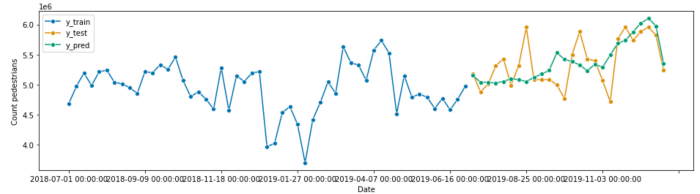 1e6
y_train
y_test
y_pred
6.0
5.5
5.0
4.5
4.0
Count pedestrians
2018-07-01 00:00:00 2018-09-09 00:00:00 2018-11-18 00:00:00 2019-01-27 00:00:00 2019-04-07 00:00:00 2019-06-16 00:00:00 2019-08-25 00:00:00 2019-11-03 00:00:00
Date